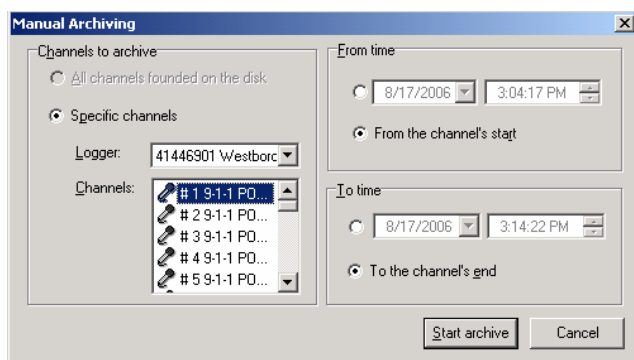 Manual Archiving
Channels to archive
All channels founded on the disk
Specific channels
Logger:
41446901 Westborc
Channels:
# 1 9-1-1 PO...
# 2 9-1-1 PO...
# 3 9-1-1 PO...
# 4 9-1-1 PO...
# 5 9-1-1 PO...
From time
8/17/2006 3:04:17 PM
From the channel's start
To time
8/17/2006 3:14:22 PM
To the channel's end
Start archive
Cancel